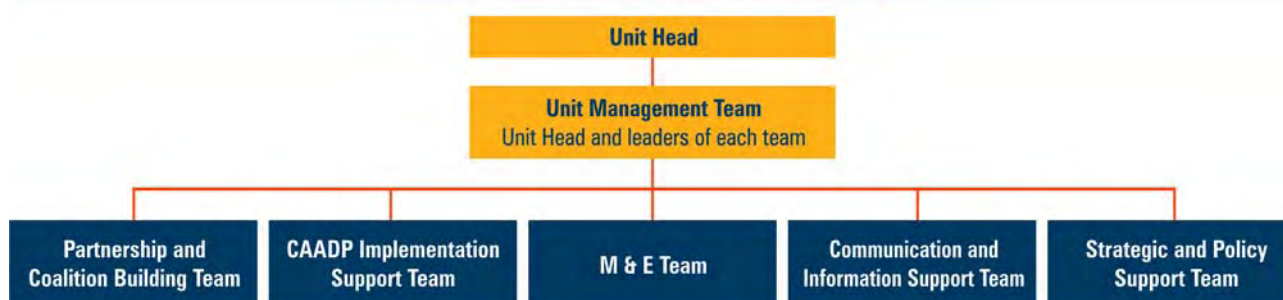 Unit Head
Unit Management Team
Unit Head and leaders of each team
Partnership and
Coalition Building Team
CAADP Implementation
Support Team
M & E Team
Communication and
Information Support Team
Strategic and Policy
Support Team